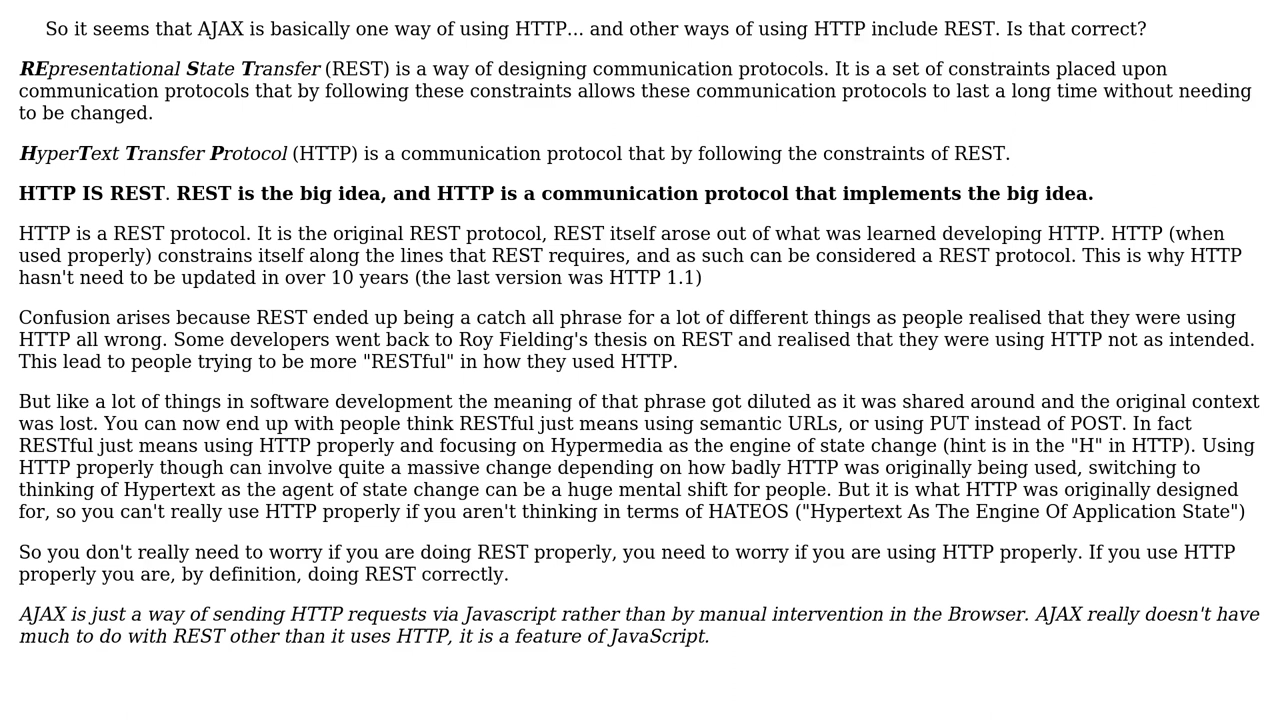 So it seems that AJAX is basically one way of using HTTP... and other ways of using HTTP include REST. Is that correct?
REpresentational State Transfer (REST) is a way of designing communication protocols. It is a set of constraints placed upon
communication protocols that by following these constraints allows these communication protocols to last a long time without needing
to be changed.
HyperText Transfer Protocol (HTTP) is a communication protocol that by following the constraints of REST.
HTTP IS REST. REST is the big idea, and HTTP is a communication protocol that implements the big idea.
HTTP is a REST protocol. It is the original REST protocol, REST itself arose out of what was learned developing HTTP. HTTP (when
used properly) constrains itself along the lines that REST requires, and as such can be considered a REST protocol. This is why HTTP
hasn't need to be updated in over 10 years (the last version was HTTP 1.1)
Confusion arises because REST ended up being a catch all phrase for a lot of different things as people realised that they were using
HTTP all wrong. Some developers went back to Roy Fielding's thesis on REST and realised that they were using HTTP not as intended.
This lead to people trying to be more "RESTful" in how they used HTTP.
But like a lot of things in software development the meaning of that phrase got diluted as it was shared around and the original context
was lost. You can now end up with people think RESTful just means using semantic URLs, or using PUT instead of POST. In fact
RESTful just means using HTTP properly and focusing on Hypermedia as the engine of state change (hint is in the "H" in HTTP). Using
HTTP properly though can involve quite a massive change depending on how badly HTTP was originally being used, switching to
thinking of Hypertext as the agent of state change can be a huge mental shift for people. But it is what HTTP was originally designed
for, so you can't really use HTTP properly if you aren't thinking in terms of HATEOS ("Hypertext As The Engine Of Application State")
So you don't really need to worry if you are doing REST properly, you need to worry if you are using HTTP properly. If you use HTTP
properly you are, by definition, doing REST correctly.
AJAX is just a way of sending HTTP requests via Javascript rather than by manual intervention in the Browser. AJAX really doesn't have
much to do with REST other than it uses HTTP, it is a feature of JavaScript.